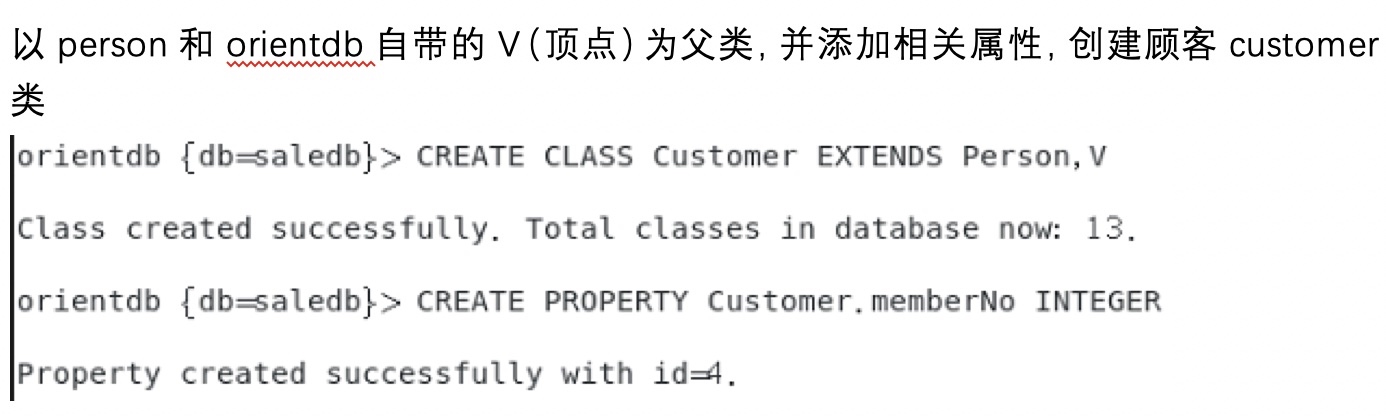 以 person 和 orientdb 自带的 V（顶点）为父类, 并添加相关属性, 创建顾客 customer
类
orientdb {db=saledb}> CREATE CLASS Customer EXTENDS Person,V
Class created successfully. Total classes in database now: 13.
orientdb {db=saledb}> CREATE PROPERTY Customer.memberNo INTEGER
Property created successfully with id=4.